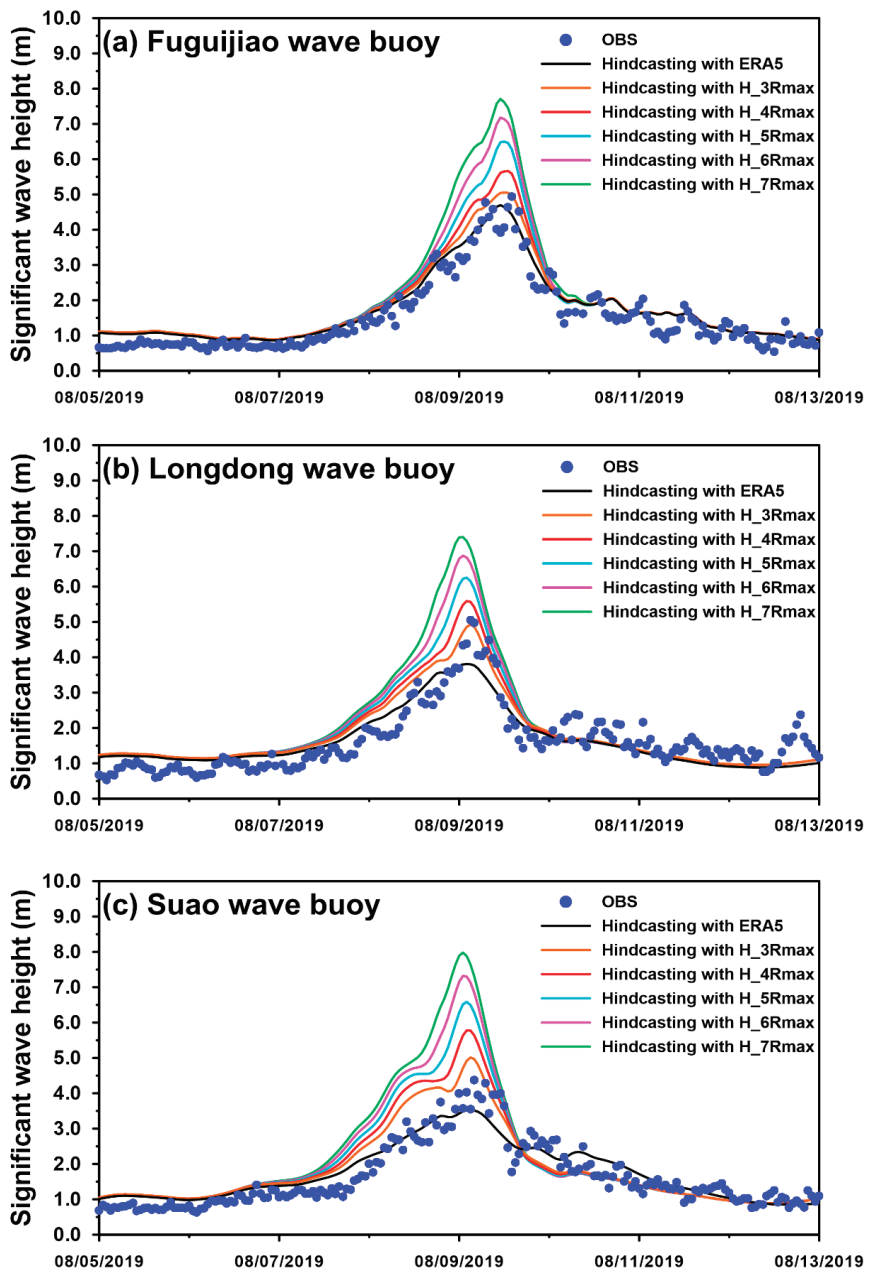 (a) Fuguijiao wave buoy
Significant wave height (m)
10.0
9.0
8.0
7.0
6.0
5.0
4.0
3.0
2.0
1.0
0.0
OBS
Hindcasting with ERA5
Hindcasting with H_3Rmax
Hindcasting with H_4Rmax
Hindcasting with H_5Rmax
Hindcasting with H_6Rmax
Hindcasting with H_7Rmax
08/05/2019 08/07/2019 08/09/2019 08/11/2019 08/13/2019
(b) Longdong wave buoy
Significant wave height (m)
10.0
9.0
8.0
7.0
6.0
5.0
4.0
3.0
2.0
1.0
0.0
OBS
Hindcasting with ERA5
Hindcasting with H_3Rmax
Hindcasting with H_4Rmax
Hindcasting with H_5Rmax
Hindcasting with H_6Rmax
Hindcasting with H_7Rmax
08/05/2019 08/07/2019 08/09/2019 08/11/2019 08/13/2019
(c) Suao wave buoy
Significant wave height (m)
10.0
9.0
8.0
7.0
6.0
5.0
4.0
3.0
2.0
1.0
0.0
OBS
Hindcasting with ERA5
Hindcasting with H_3Rmax
Hindcasting with H_4Rmax
Hindcasting with H_5Rmax
Hindcasting with H_6Rmax
Hindcasting with H_7Rmax
08/05/2019 08/07/2019 08/09/2019 08/11/2019 08/13/2019